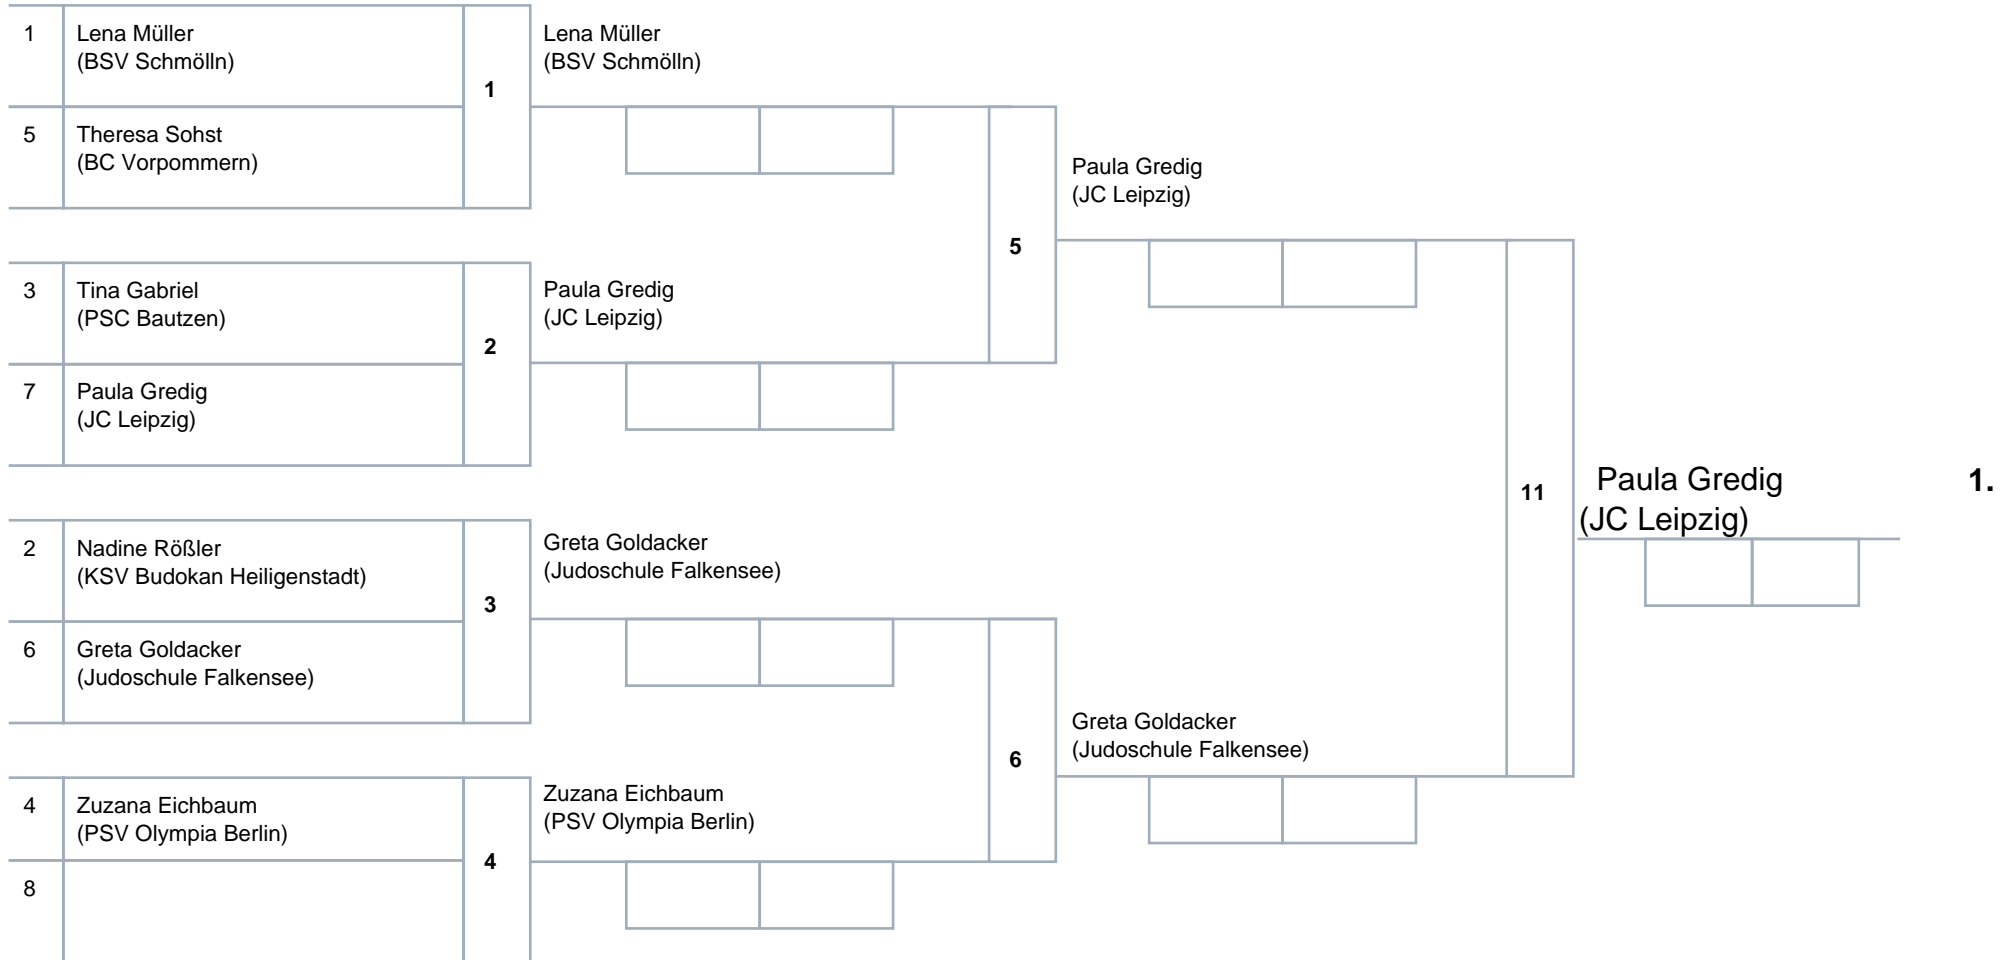 1
Lena Müller
(BSV Schmölln)
5
Theresa Sohst
(BC Vorpommern)
1
3
Tina Gabriel
(PSC Bautzen)
7
Paula Gredig
(JC Leipzig)
2
2
Nadine Rößler
(KSV Budokan Heiligenstadt)
6
Greta Goldacker
(Judoschule Falkensee)
3
4
Zuzana Eichbaum
(PSV Olympia Berlin)
8
4
Lena Müller
(BSV Schmölln)
Paula Gredig
(JC Leipzig)
5
Greta Goldacker
(Judoschule Falkensee)
Zuzana Eichbaum
(PSV Olympia Berlin)
6
Paula Gredig
(JC Leipzig)
Greta Goldacker
(Judoschule Falkensee)
11
Paula Gredig
(JC Leipzig)
1.